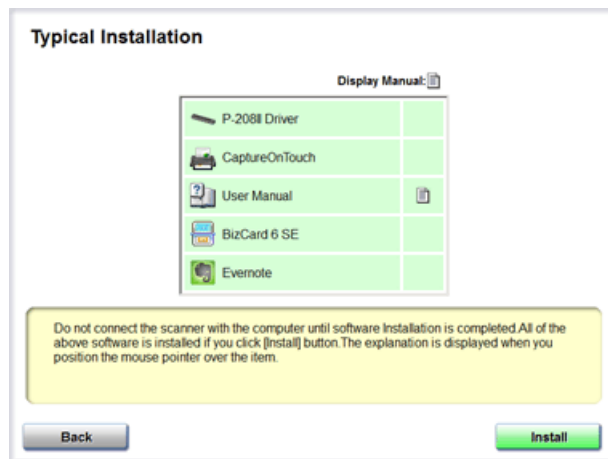 Typical Installation
Display Manual:
P-208II Driver
CaptureOnTouch
User Manual
BizCard 6 SE
Evernote
Do not connect the scanner with the computer until software Installation is completed.All of the
above software is installed if you click [Install] button.The explanation is displayed when you
position the mouse pointer over the item.
Back
Install